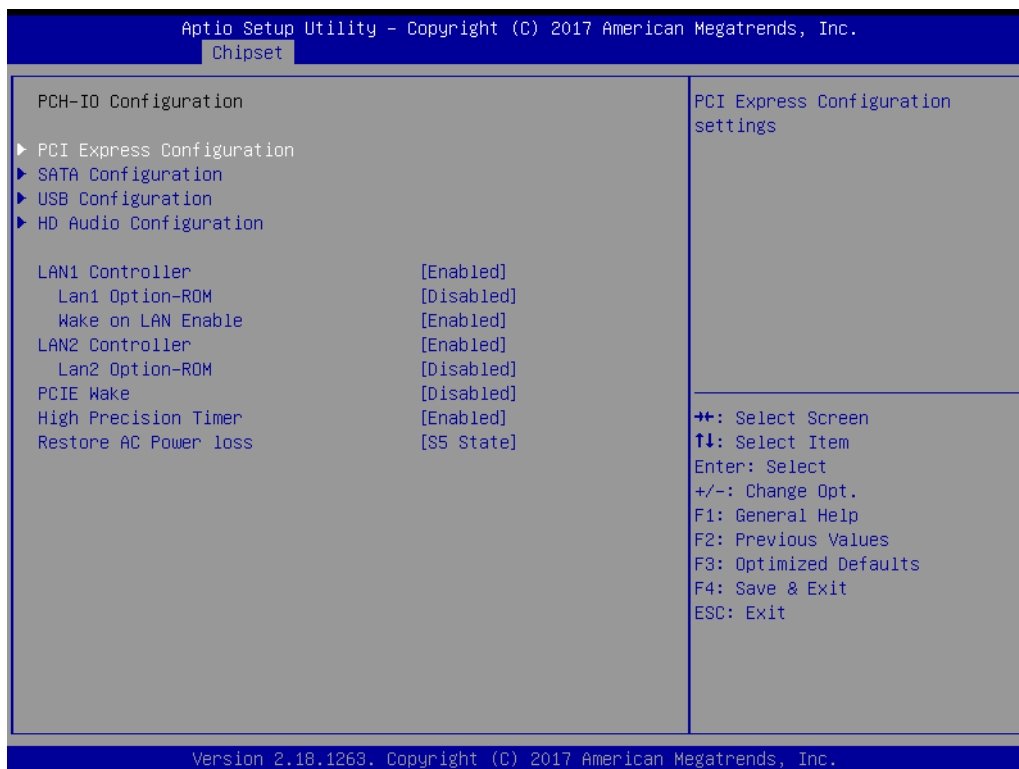 Aptio Setup Utility – Copyright (C) 2017 American Megatrends, Inc.
Chipset
PCH-IO Configuration
PCI Express Configuration
SATA Configuration
USB Configuration
HD Audio Configuration
LAN1 Controller [Enabled]
Lan1 Option-ROM [Disabled]
Wake on LAN Enable [Enabled]
LAN2 Controller [Enabled]
Lan2 Option-ROM [Disabled]
PCIE Wake [Disabled]
High Precision Timer [Enabled]
Restore AC Power loss [S5 State]
PCI Express Configuration
settings
→←: Select Screen
↑↓: Select Item
Enter: Select
+/-: Change Opt.
F1: General Help
F2: Previous Values
F3: Optimized Defaults
F4: Save & Exit
ESC: Exit
Version 2.18.1263. Copyright (C) 2017 American Megatrends, Inc.